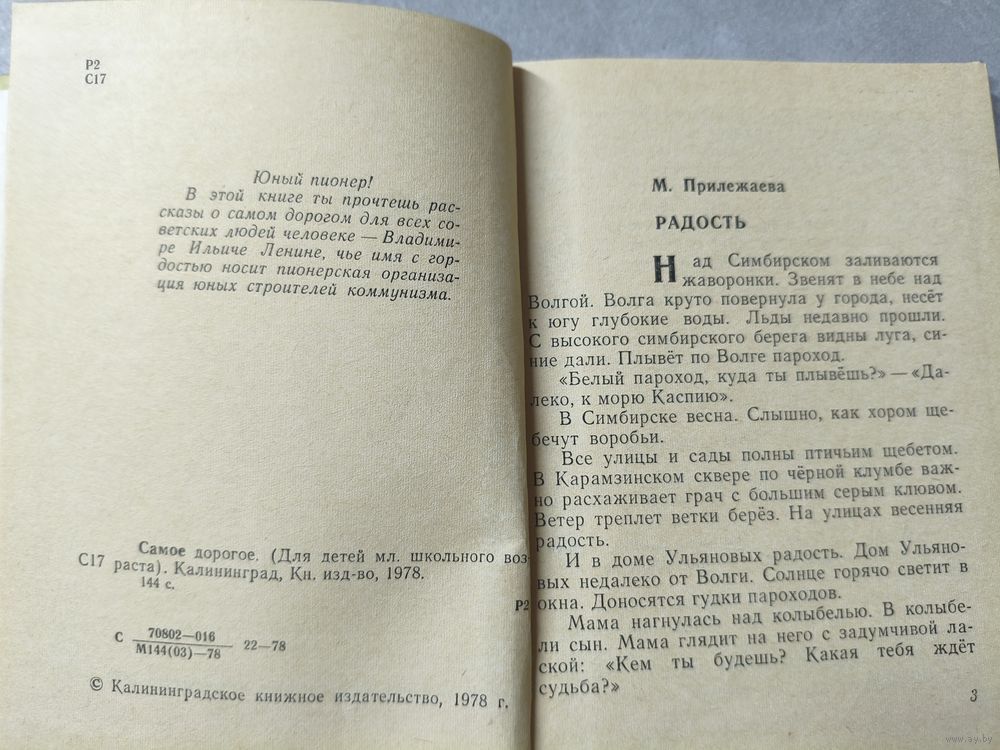 Р2
С17
Юный пионер!
В этой книге ты прочтешь рас-
сказы о самом дорогом для всех со-
ветских людей человеке — Владими-
ре Ильиче Ленине, чье имя с гор-
достью носит пионерская организа-
ция юных строителей коммунизма.
Самое дорогое. (Для детей мл. школьного воз-
С17 раста). Калининград, Кн. изд-во, 1978.
144 с.
Р2
С 70802—016
М144(03)—78 22—78
© Калининградское книжное издательство, 1978 г.
М. Прилежаева
РАДОСТЬ
Над Симбирском заливаются
жаворонки. Звенят в небе над
Волгой. Волга круто повернула у города, несёт
к югу глубокие воды. Льды недавно прошли.
С высокого симбирского берега видны луга, си-
ние дали. Плывёт по Волге пароход.
«Белый пароход, куда ты плывёшь?» — «Да-
леко, к морю Каспию».
В Симбирске весна. Слышно, как хором ще-
бечут воробьи.
Все улицы и сады полны птичьим щебетом.
В Карамзинском сквере по чёрной клумбе важ-
но расхаживает грач с большим серым клювом.
Ветер треплет ветки берёз. На улицах весенняя
радость.
И в доме Ульяновых радость. Дом Ульяно-
вых недалеко от Волги. Солнце горячо светит в
окна. Доносятся гудки пароходов.
Мама нагнулась над колыбелью. В колыбе-
ли сын. Мама глядит на него с задумчивой ла-
ской: «Кем ты будешь? Какая тебя ждёт
судьба?»
3
www.ay.by